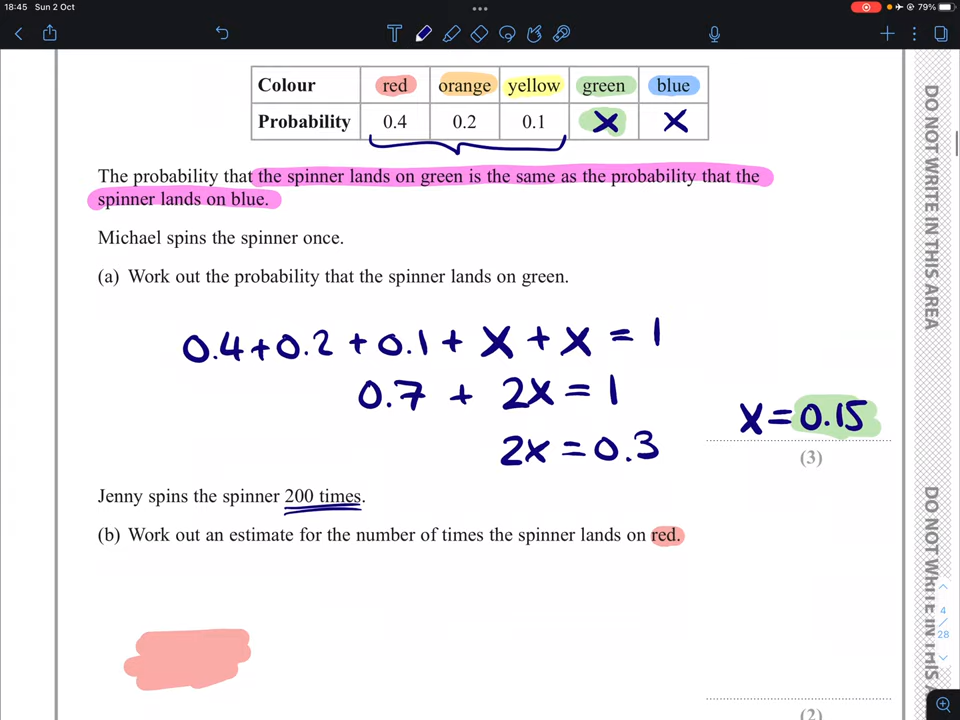 18:45 Sun 2 Oct
79%
Colour red orange yellow green blue
Probability 0.4 0.2 0.1 x x
The probability that the spinner lands on green is the same as the probability that the
spinner lands on blue.
Michael spins the spinner once.
(a) Work out the probability that the spinner lands on green.
0.4 + 0.2 + 0.1 + x + x = 1
0.7 + 2x = 1
x = 0.15
2x = 0.3
(3)
Jenny spins the spinner 200 times.
(b) Work out an estimate for the number of times the spinner lands on red.
(2)
DO NOT WRITE IN THIS AREA
DO NOT WRITE IN THIS A
4
/
28